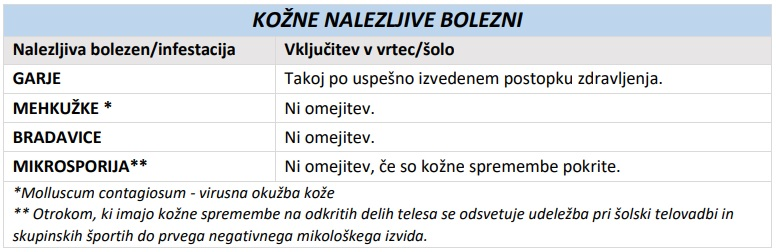 KOŽNE NALEZLJIVE BOLEZNI
Nalezljiva bolezen/infestacija Vključitev v vrtec/šolo
GARJE Takoj po uspešno izvedenem postopku zdravljenja.
MEHKUŽKE * Ni omejitev.
BRADAVICE Ni omejitev.
MIKROSPORIJA** Ni omejitev, če so kožne spremembe pokrite.
*Molluscum contagiosum - virusna okužba kože
** Otrokom, ki imajo kožne spremembe na odkritih delih telesa se odsvetuje udeležba pri šolski telovadbi in
skupinskih športih do prvega negativnega mikološkega izvida.